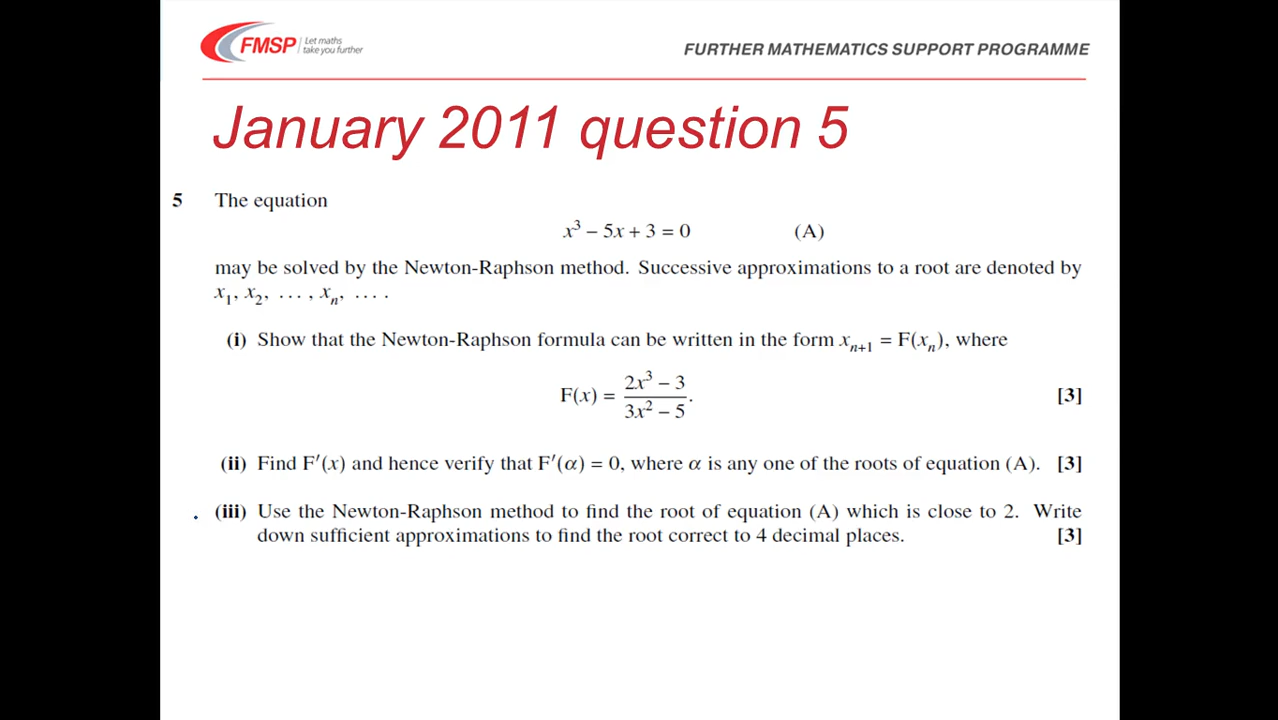 FMSP Let maths
take you further
FURTHER MATHEMATICS SUPPORT PROGRAMME
January 2011 question 5
5 The equation
x³ − 5x + 3 = 0 (A)
may be solved by the Newton-Raphson method. Successive approximations to a root are denoted by
x₁, x₂, ..., xₙ, ....
(i) Show that the Newton-Raphson formula can be written in the form xₙ₊₁ = F(xₙ), where
F(x) = (2x³ − 3)/(3x² − 5). [3]
(ii) Find F′(x) and hence verify that F′(α) = 0, where α is any one of the roots of equation (A). [3]
(iii) Use the Newton-Raphson method to find the root of equation (A) which is close to 2. Write
down sufficient approximations to find the root correct to 4 decimal places. [3]